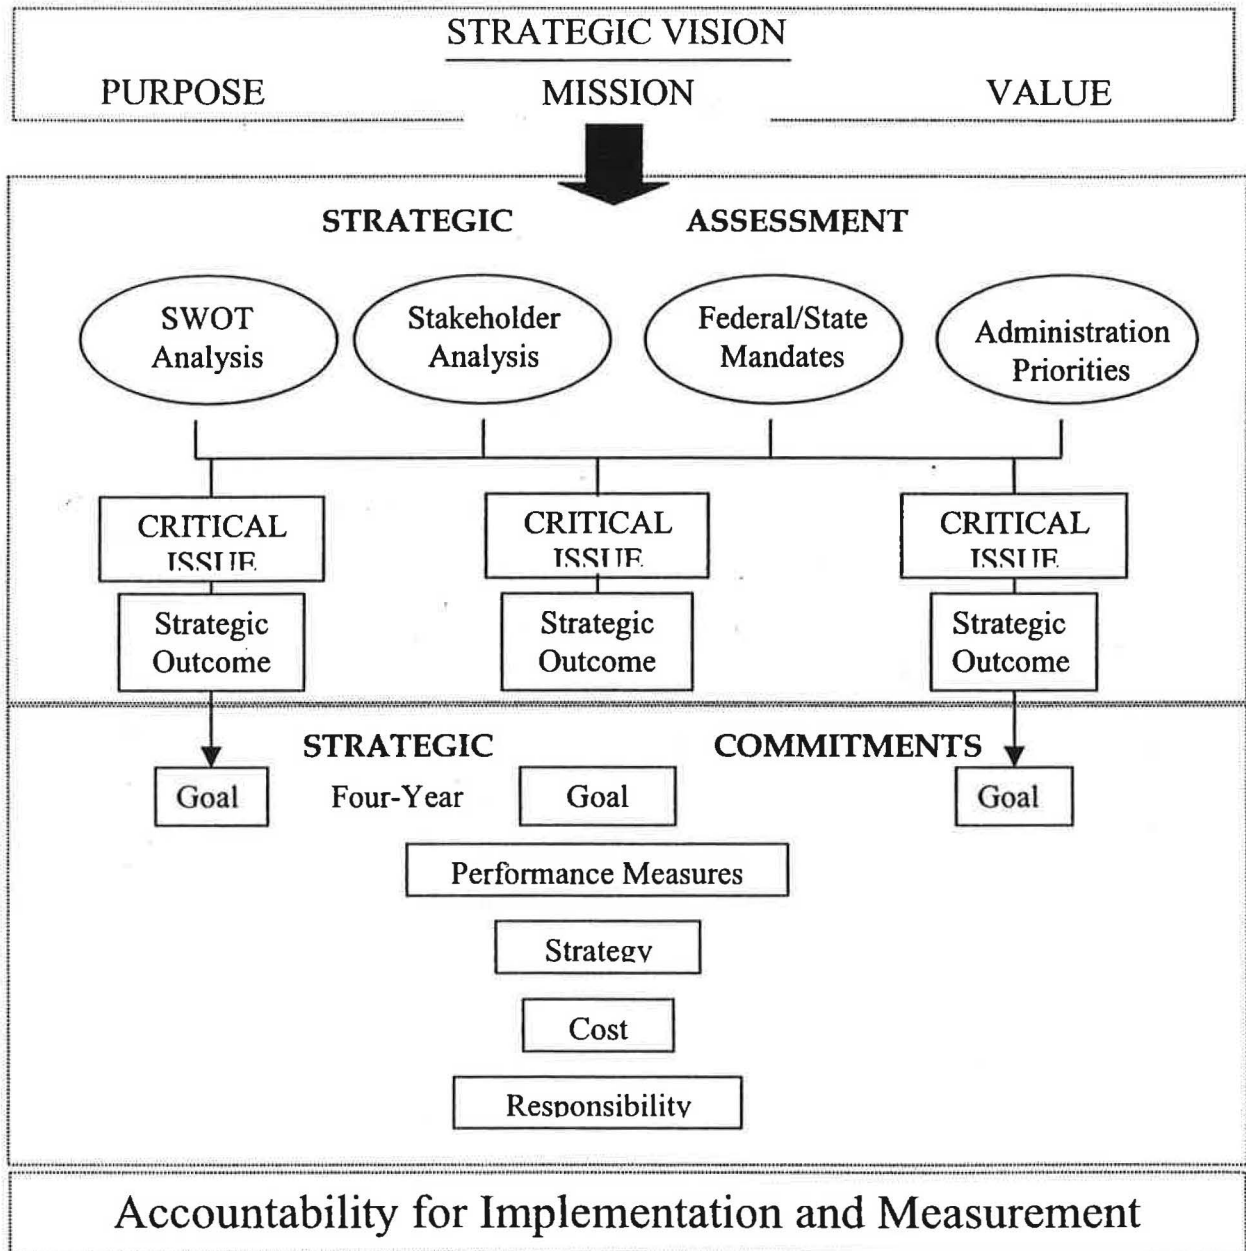 STRATEGIC VISION
PURPOSE MISSION VALUE
STRATEGIC ASSESSMENT
SWOT
Analysis
Stakeholder
Analysis
Federal/State
Mandates
Administration
Priorities
CRITICAL
ISSUE
CRITICAL
ISSUE
CRITICAL
ISSUE
Strategic
Outcome
Strategic
Outcome
Strategic
Outcome
STRATEGIC COMMITMENTS
Goal Four-Year Goal Goal
Performance Measures
Strategy
Cost
Responsibility
Accountability for Implementation and Measurement